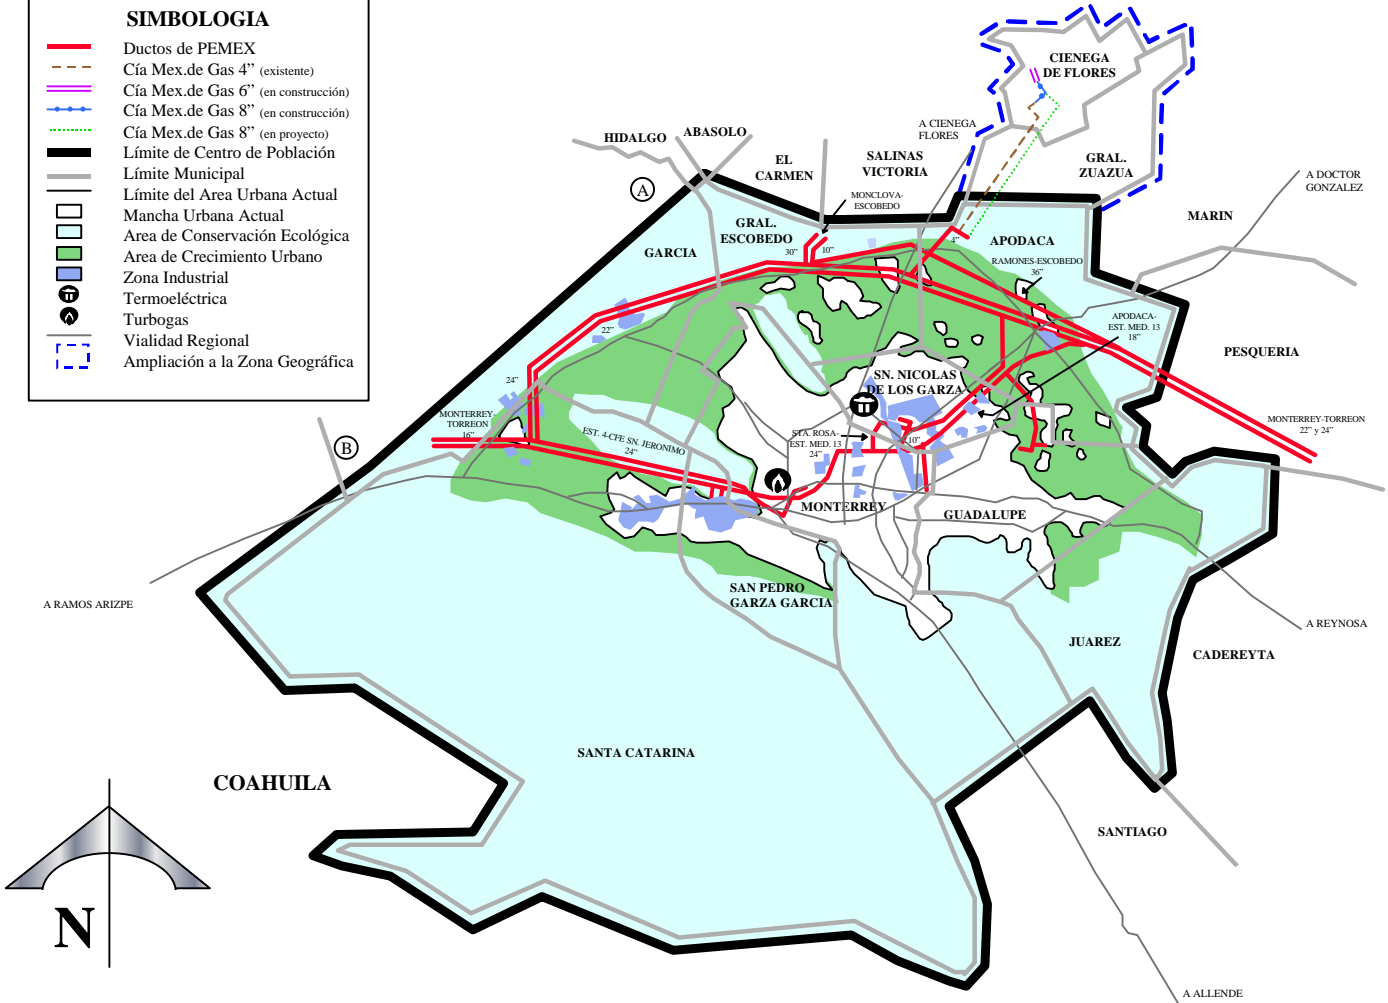 SIMBOLOGIA
Ductos de PEMEX
Cía Mex.de Gas 4” (existente)
Cía Mex.de Gas 6” (en construcción)
Cía Mex.de Gas 8” (en construcción)
Cía Mex.de Gas 8” (en proyecto)
Límite de Centro de Población
Límite Municipal
Límite del Area Urbana Actual
Mancha Urbana Actual
Area de Conservación Ecológica
Area de Crecimiento Urbano
Zona Industrial
Termoeléctrica
Turbogas
Vialidad Regional
Ampliación a la Zona Geográfica
CIENEGA
DE FLORES
A CIENEGA
FLORES
HIDALGO
ABASOLO
EL
CARMEN
SALINAS
VICTORIA
GRAL.
ZUAZUA
A DOCTOR
GONZALEZ
A
MONCLOVA-
ESCOBEDO
MARIN
GRAL.
ESCOBEDO
GARCIA
30”
10”
4”
APODACA
RAMONES-ESCOBEDO
36”
APODACA-
EST. MED. 13
18”
22”
PESQUERIA
SN. NICOLAS
DE LOS GARZA
24”
MONTERREY-
TORREON
16”
MONTERREY-TORREON
22” y 24”
STA. ROSA-
EST. MED. 13
24”
10”
EST. 4-CFE SN. JERONIMO
24”
B
MONTERREY
GUADALUPE
SAN PEDRO
GARZA GARCIA
A RAMOS ARIZPE
A REYNOSA
JUAREZ
CADEREYTA
SANTA CATARINA
COAHUILA
SANTIAGO
N
A ALLENDE